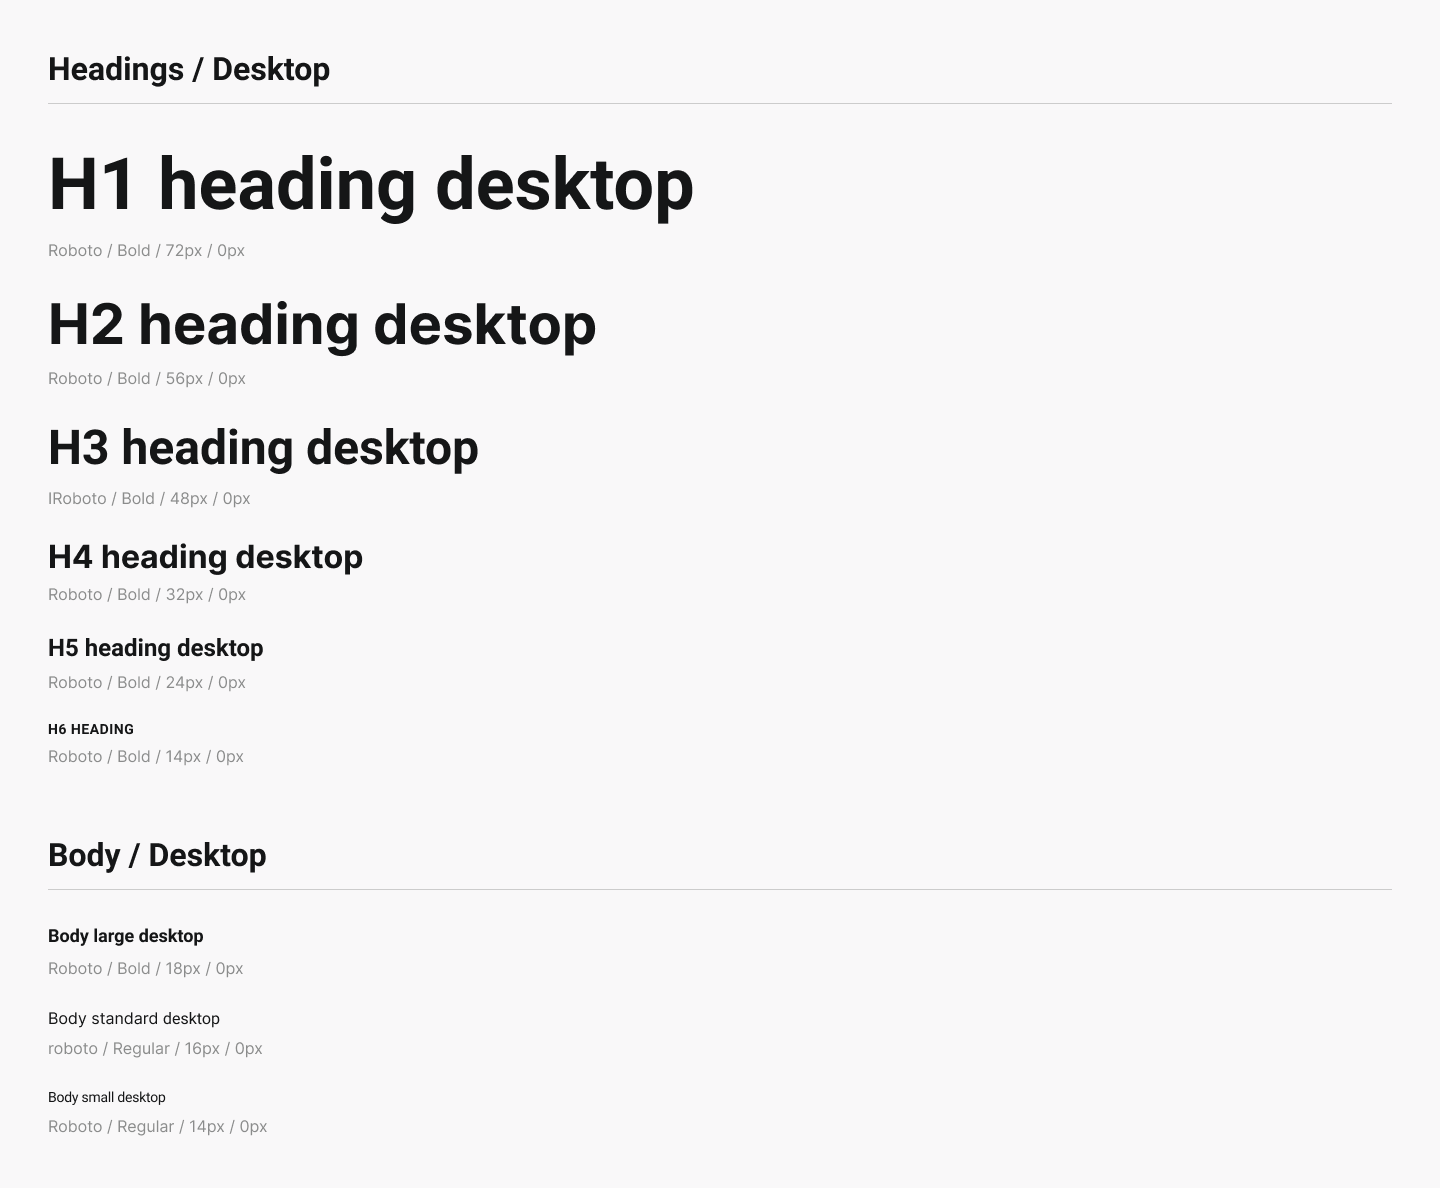 Headings / Desktop
H1 heading desktop
Roboto / Bold / 72px / 0px
H2 heading desktop
Roboto / Bold / 56px / 0px
H3 heading desktop
IRoboto / Bold / 48px / 0px
H4 heading desktop
Roboto / Bold / 32px / 0px
H5 heading desktop
Roboto / Bold / 24px / 0px
H6 HEADING
Roboto / Bold / 14px / 0px
Body / Desktop
Body large desktop
Roboto / Bold / 18px / 0px
Body standard desktop
roboto / Regular / 16px / 0px
Body small desktop
Roboto / Regular / 14px / 0px